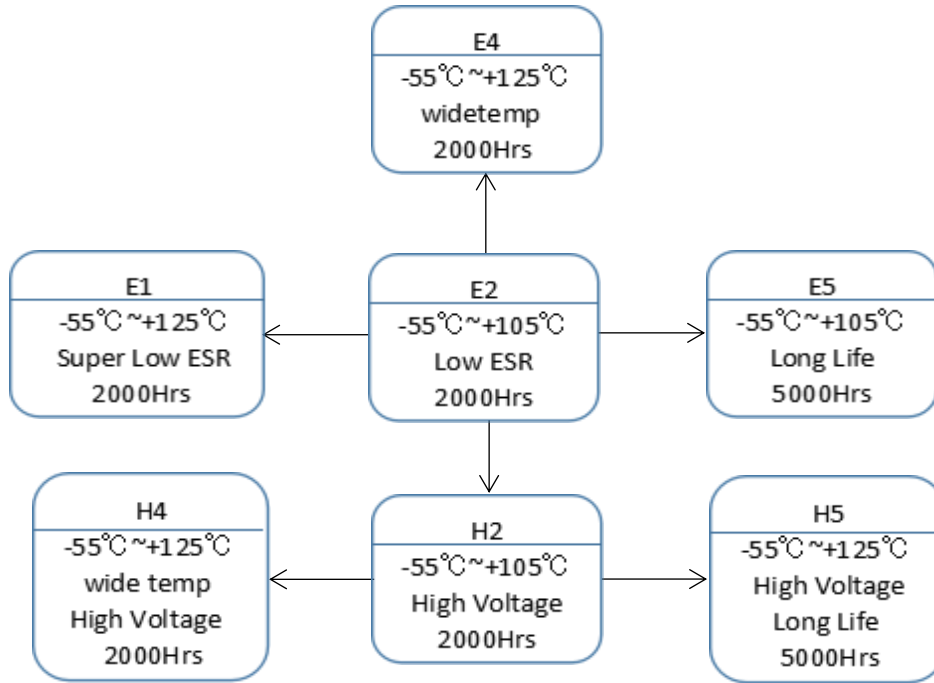 E4
-55℃~+125℃
widetemp
2000Hrs
E1
-55℃~+125℃
Super Low ESR
2000Hrs
E2
-55℃~+105℃
Low ESR
2000Hrs
E5
-55℃~+105℃
Long Life
5000Hrs
H4
-55℃~+125℃
wide temp
High Voltage
2000Hrs
H2
-55℃~+105℃
High Voltage
2000Hrs
H5
-55℃~+125℃
High Voltage
Long Life
5000Hrs